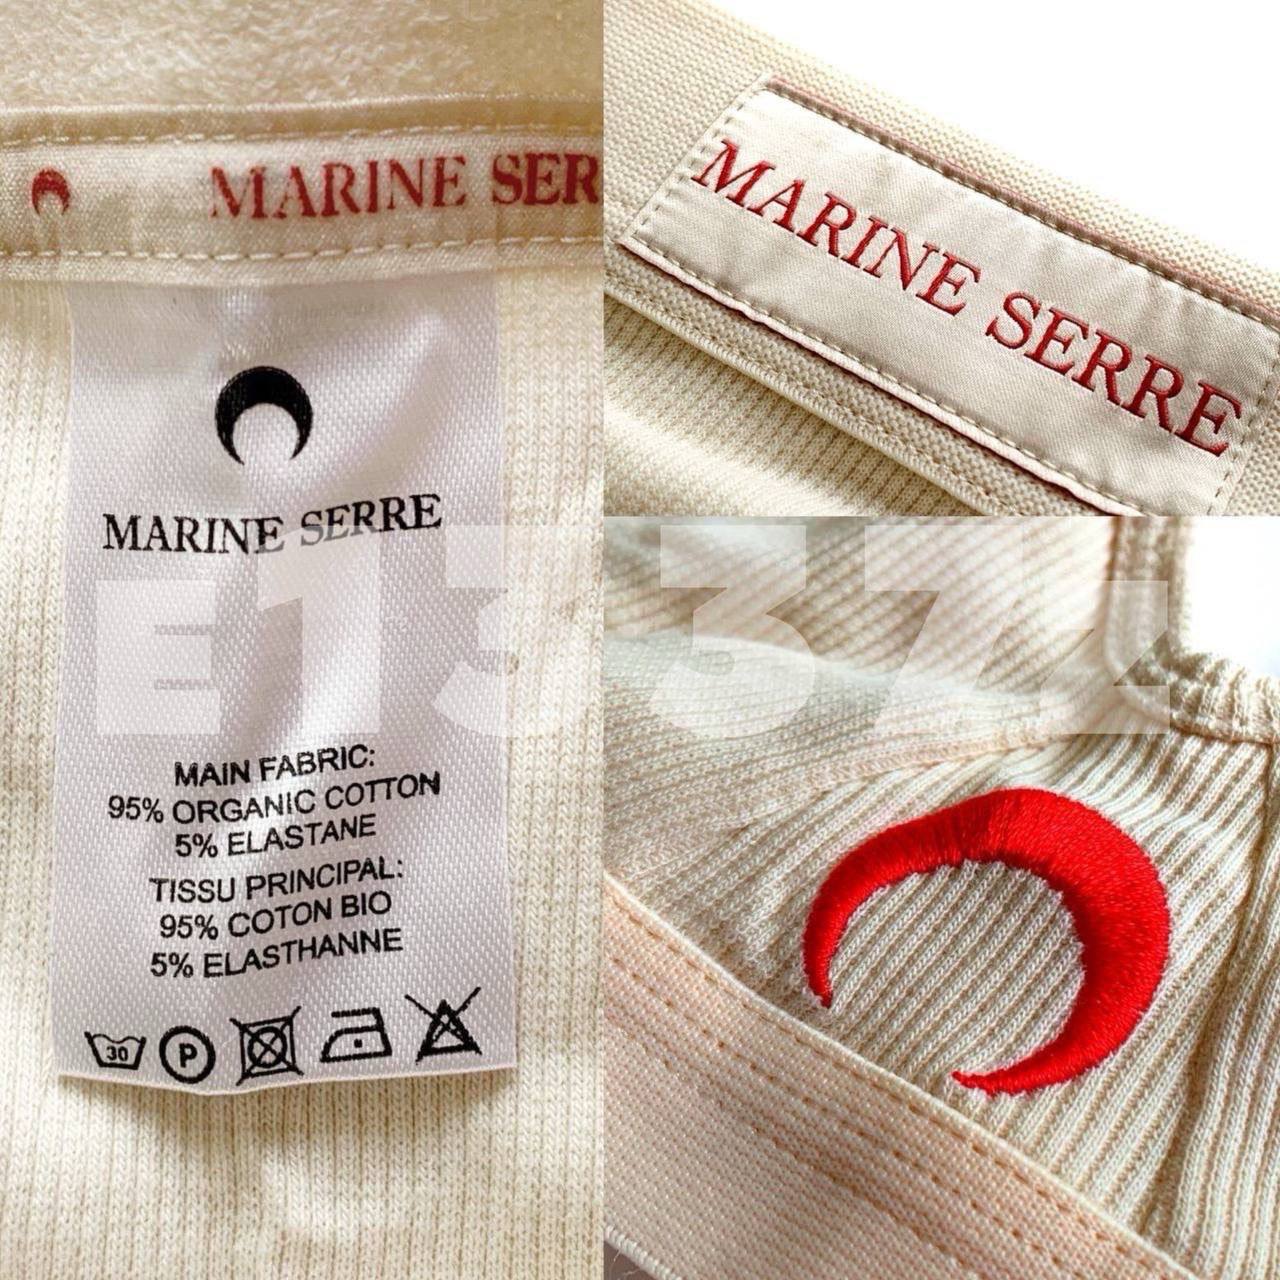 MARINE SER
MARINE SERRE
MAIN FABRIC:
95% ORGANIC COTTON
5% ELASTANE
TISSU PRINCIPAL:
95% COTON BIO
5% ELASTHANNE
30
P
MARINE SERRE